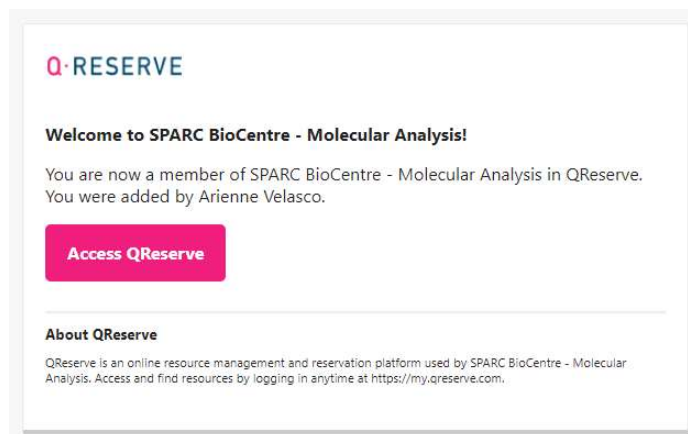 Q·RESERVE
Welcome to SPARC BioCentre - Molecular Analysis!
You are now a member of SPARC BioCentre - Molecular Analysis in QReserve.
You were added by Arienne Velasco.
Access QReserve
About QReserve
QReserve is an online resource management and reservation platform used by SPARC BioCentre - Molecular
Analysis. Access and find resources by logging in anytime at https://my.qreserve.com.